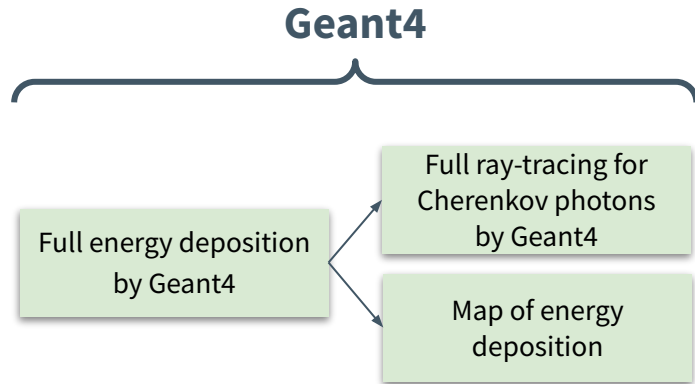 Geant4
Full energy deposition
by Geant4
Full ray-tracing for
Cherenkov photons
by Geant4
Map of energy
deposition